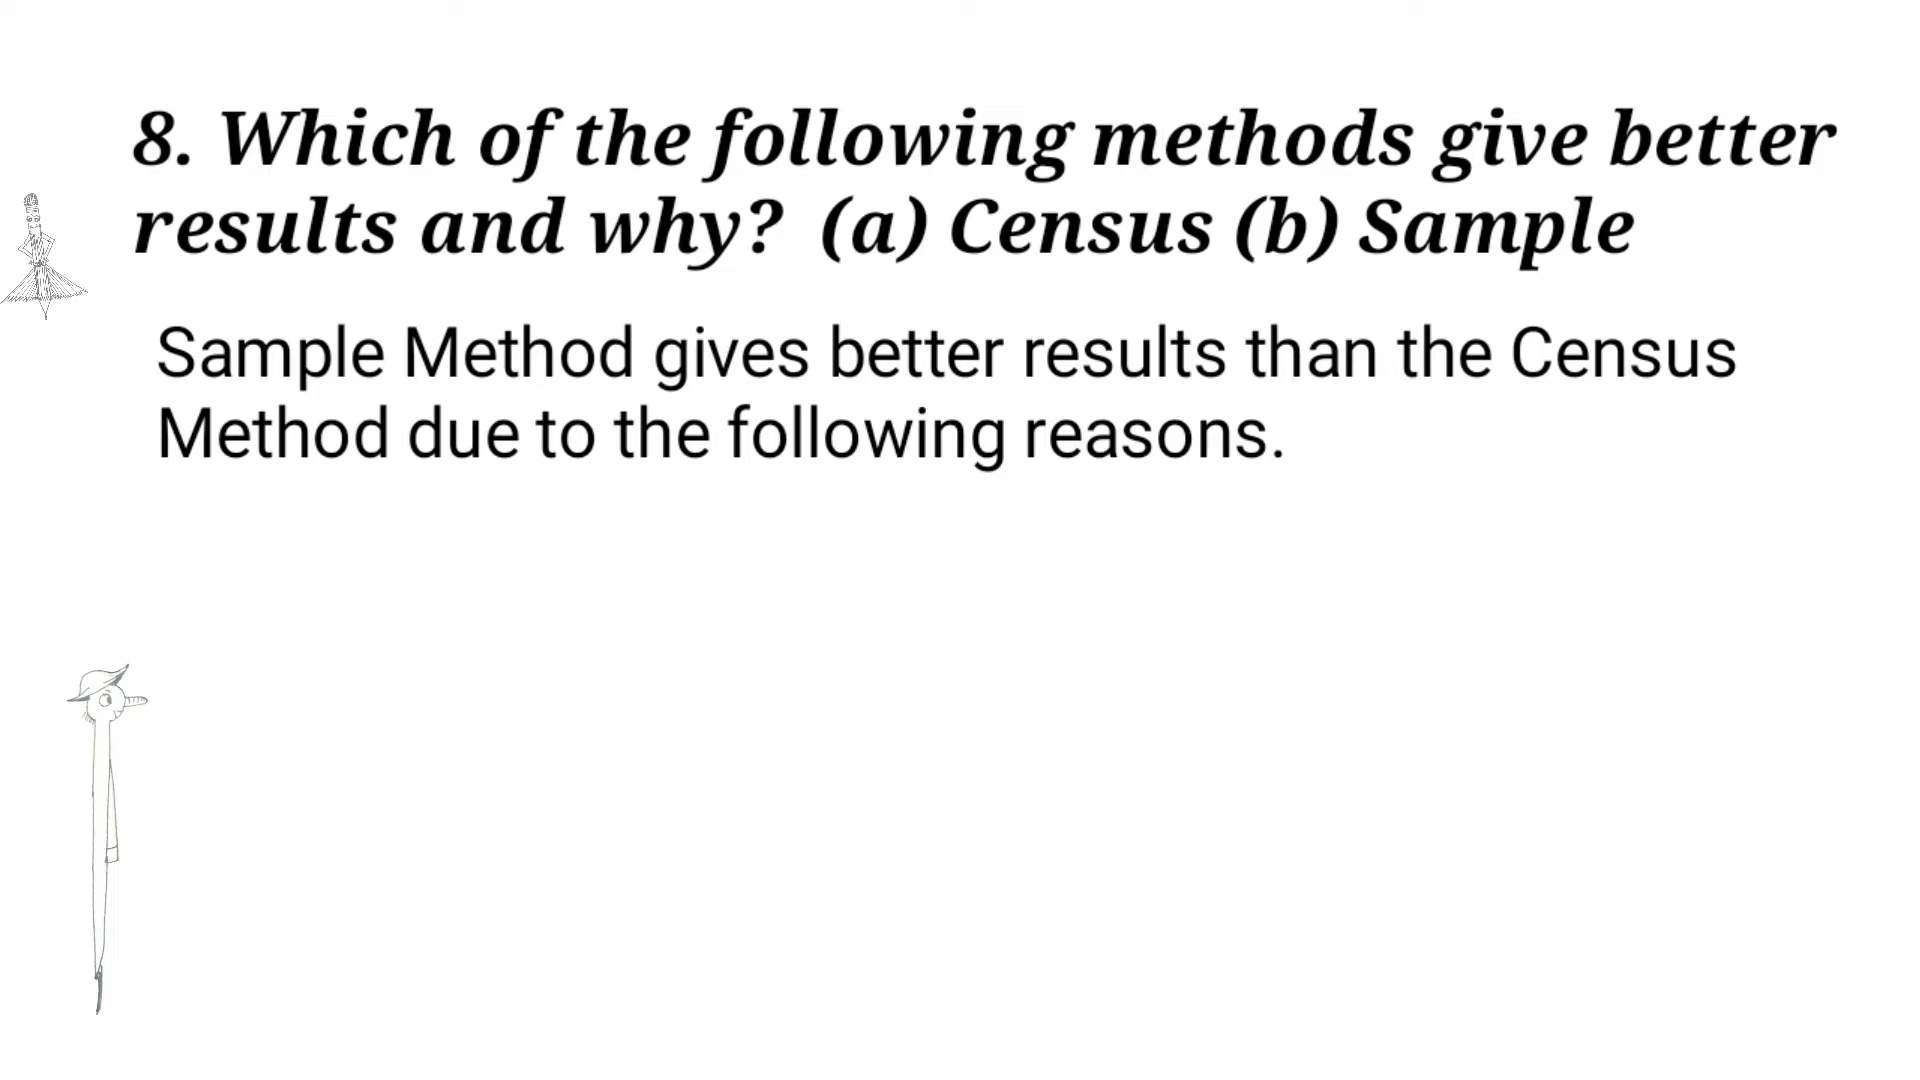 8. Which of the following methods give better
results and why? (a) Census (b) Sample
Sample Method gives better results than the Census
Method due to the following reasons.